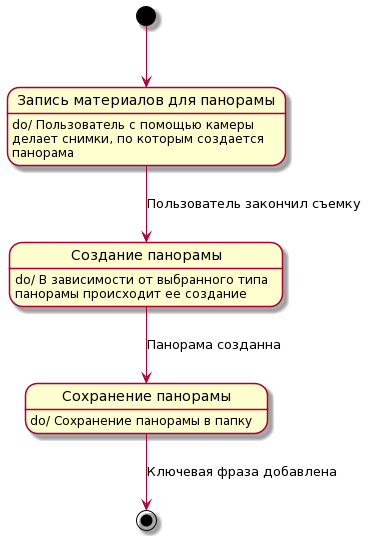 Запись материалов для панорамы
do/ Пользователь с помощью камеры
делает снимки, по которым создается
панорама
Пользователь закончил съемку
Создание панорамы
do/ В зависимости от выбранного типа
панорамы происходит ее создание
Панорама созданна
Сохранение панорамы
do/ Сохранение панорамы в папку
Ключевая фраза добавлена